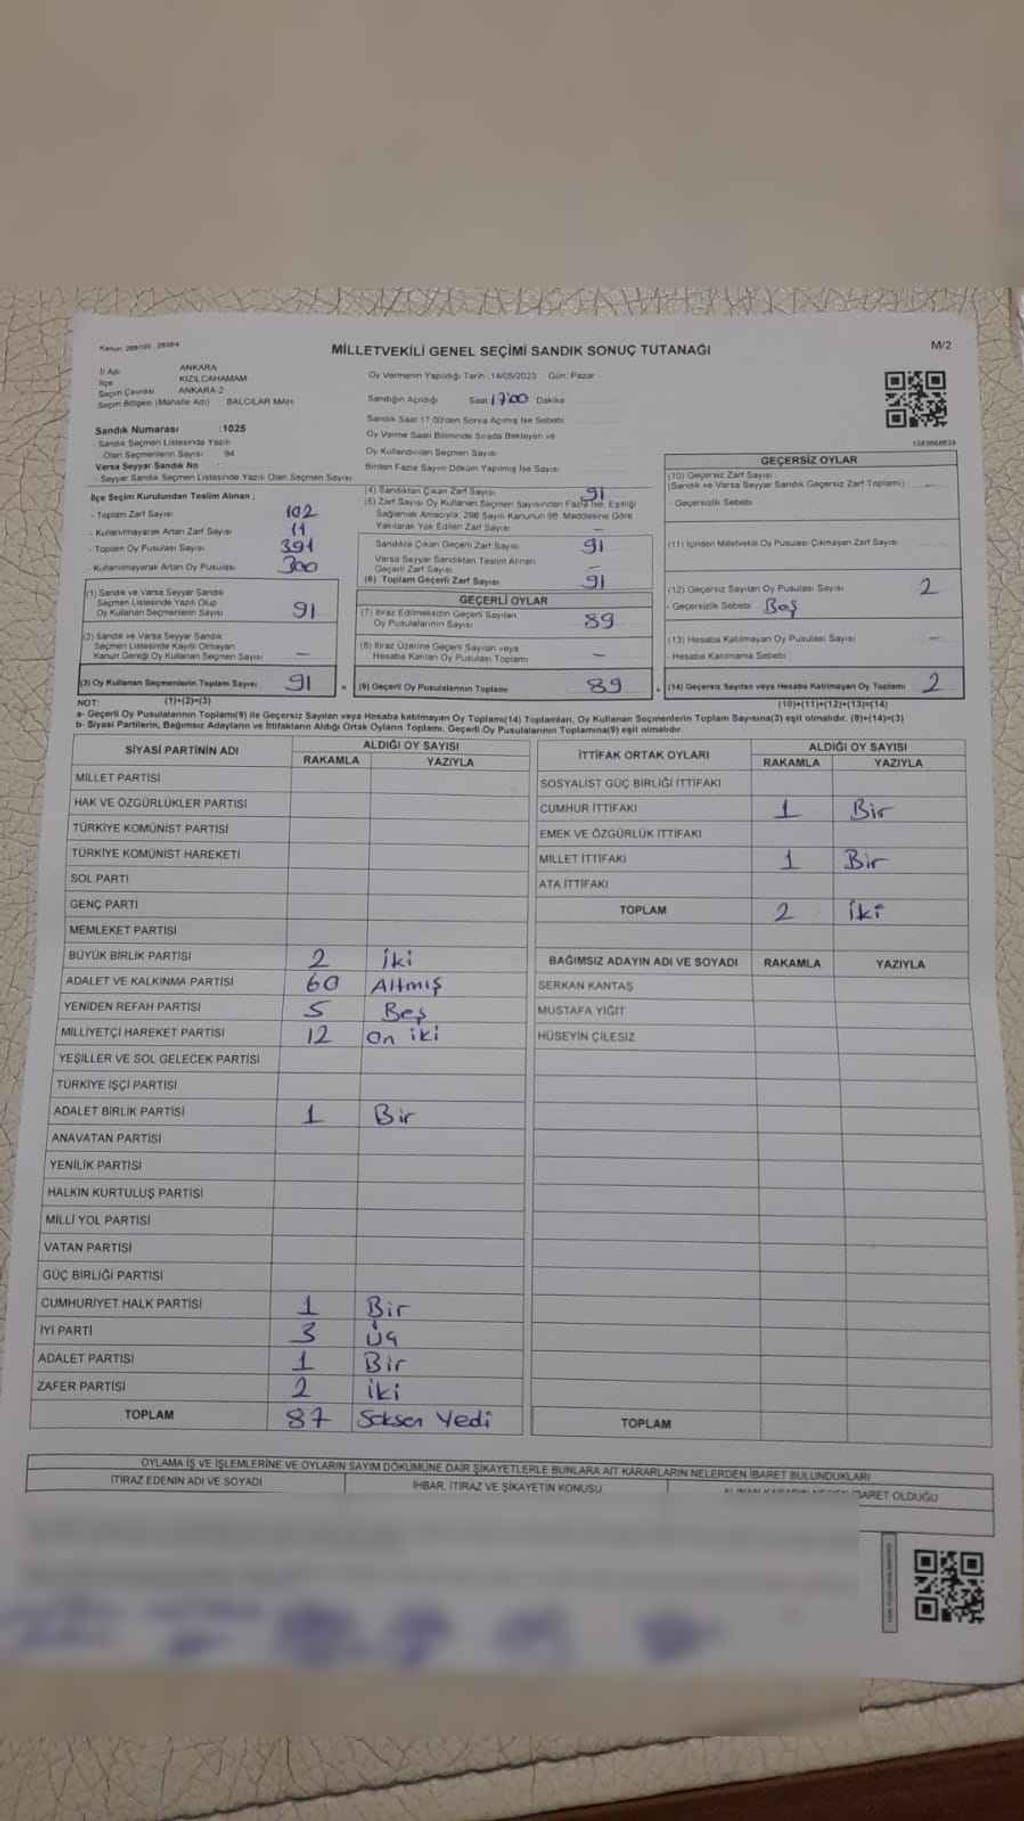 MİLLETVEKİLİ GENEL SEÇİMİ SANDIK SONUÇ TUTANAĞI
M/2
İl Adı ANKARA
İlçe KIZILCAHAMAM
Seçim Çevresi ANKARA 2
Seçim Bölgesi (Mahalle Adı) BALCILAR MAH.
Sandık Numarası :1025
Sandık Seçmen Listesinde Yazılı
Olan Seçmenlerin Sayısı 94
Varsa Seyyar Sandık No
Seyyar Sandık Seçmen Listesinde Yazılı Olan Seçmen Sayısı
Oy Vermenin Yapıldığı Tarih :14/05/2023 Gün: Pazar
Sandığın Açıldığı Saat 17:00 Dakika
Sandık Saat 17:00'den Sonra Açılmış İse Sebebi
Oy Verme Saati Bitiminde Sırada Bekleyen ve
Oy Kullandırılan Seçmen Sayısı
Birden Fazla Sayım Döküm Yapılmış İse Sayısı
İlçe Seçim Kurulundan Teslim Alınan ;
- Toplam Zarf Sayısı 102
- Kullanılmayarak Artan Zarf Sayısı 11
- Toplam Oy Pusulası Sayısı 391
- Kullanılmayarak Artan Oy Pusulası 300
(1) Sandık ve Varsa Seyyar Sandık
Seçmen Listesinde Yazılı Olup
Oy Kullanan Seçmenlerin Sayısı 91
(2) Sandık ve Varsa Seyyar Sandık
Seçmen Listesinde Kayıtlı Olmayan
Kanun Gereği Oy Kullanan Seçmen Sayısı —
(3) Oy Kullanan Seçmenlerin Toplam Sayısı 91
(1)+(2)=(3)
(4) Sandıktan Çıkan Zarf Sayısı 91
(5) Zarf Sayısı Oy Kullanan Seçmen Sayısından Fazla İse, Eşitliği
Sağlamak Amacıyla, 298 Sayılı Kanunun 98. Maddesine Göre
Yakılarak Yok Edilen Zarf Sayısı —
Sandıkta Çıkan Geçerli Zarf Sayısı 91
Varsa Seyyar Sandıktan Teslim Alınan
Geçerli Zarf Sayısı —
(6) Toplam Geçerli Zarf Sayısı 91
GEÇERLİ OYLAR
(7) İtiraz Edilmeksizin Geçerli Sayılan
Oy Pusulalarının Sayısı 89
(8) İtiraz Üzerine Geçerli Sayılan veya
Hesaba Katılan Oy Pusulası Toplamı —
(9) Geçerli Oy Pusulalarının Toplamı 89
GEÇERSİZ OYLAR
(10) Geçersiz Zarf Sayısı
(Sandık ve Varsa Seyyar Sandık Geçersiz Zarf Toplamı) —
Geçersizlik Sebebi
(11) İçinden Milletvekili Oy Pusulası Çıkmayan Zarf Sayısı
(12) Geçersiz Sayılan Oy Pusulası Sayısı 2
- Geçersizlik Sebebi Boş
(13) Hesaba Katılmayan Oy Pusulası Sayısı —
- Hesaba Katılmama Sebebi
(14) Geçersiz Sayılan veya Hesaba Katılmayan Oy Toplamı 2
(10)+(11)+(12)+(13)=(14)
NOT:
a- Geçerli Oy Pusulalarının Toplamı(9) ile Geçersiz Sayılan veya Hesaba katılmayan Oy Toplamı(14) Toplamları, Oy Kullanan Seçmenlerin Toplam Sayısına(3) eşit olmalıdır. (9)+(14)=(3)
b- Siyasi Partilerin, Bağımsız Adayların ve İttifakların Aldığı Ortak Oyların Toplamı, Geçerli Oy Pusulalarının Toplamına(9) eşit olmalıdır.
SİYASİ PARTİNİN ADI ALDIĞI OY SAYISI
RAKAMLA YAZIYLA
MİLLET PARTİSİ
HAK VE ÖZGÜRLÜKLER PARTİSİ
TÜRKİYE KOMÜNİST PARTİSİ
TÜRKİYE KOMÜNİST HAREKETİ
SOL PARTİ
GENÇ PARTİ
MEMLEKET PARTİSİ
BÜYÜK BİRLİK PARTİSİ 2 İki
ADALET VE KALKINMA PARTİSİ 60 Altmış
YENİDEN REFAH PARTİSİ 5 Beş
MİLLİYETÇİ HAREKET PARTİSİ 12 On iki
YEŞİLLER VE SOL GELECEK PARTİSİ
TÜRKİYE İŞÇİ PARTİSİ
ADALET BİRLİK PARTİSİ 1 Bir
ANAVATAN PARTİSİ
YENİLİK PARTİSİ
HALKIN KURTULUŞ PARTİSİ
MİLLİ YOL PARTİSİ
VATAN PARTİSİ
GÜÇ BİRLİĞİ PARTİSİ
CUMHURİYET HALK PARTİSİ 1 Bir
İYİ PARTİ 3 Üç
ADALET PARTİSİ 1 Bir
ZAFER PARTİSİ 2 İki
TOPLAM 87 Seksen Yedi
İTTİFAK ORTAK OYLARI ALDIĞI OY SAYISI
RAKAMLA YAZIYLA
SOSYALİST GÜÇ BİRLİĞİ İTTİFAKI
CUMHUR İTTİFAKI 1 Bir
EMEK VE ÖZGÜRLÜK İTTİFAKI
MİLLET İTTİFAKI 1 Bir
ATA İTTİFAKI
TOPLAM 2 İki
BAĞIMSIZ ADAYIN ADI VE SOYADI RAKAMLA YAZIYLA
SERKAN KANTAŞ
MUSTAFA YİĞİT
HÜSEYİN ÇİLESİZ
TOPLAM
OYLAMA İŞ VE İŞLEMLERİNE VE OYLARIN SAYIM DÖKÜMÜNE DAİR ŞİKAYETLERLE BUNLARA AİT KARARLARIN NELERDEN İBARET BULUNDUKLARI
İTİRAZ EDENİN ADI VE SOYADI
İHBAR, İTİRAZ VE ŞİKAYETİN KONUSU
İBARET OLDUĞU